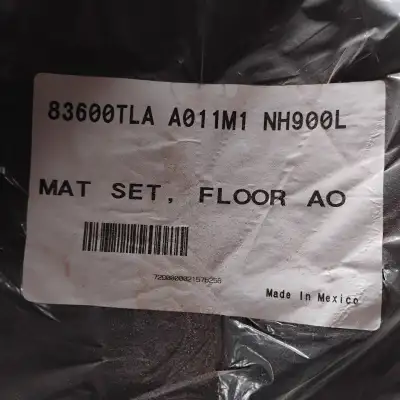 83600TLA A011M1 NH900L
MAT SET, FLOOR AO
Made In Mexico